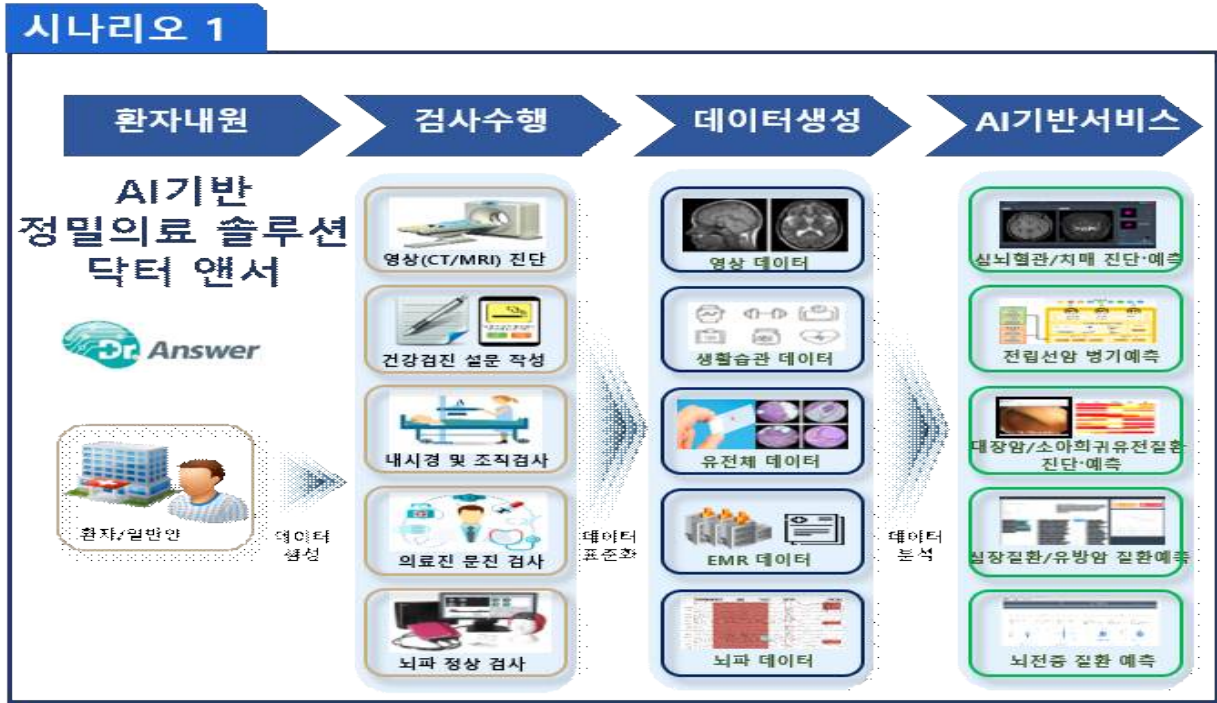 시나리오 1
환자내원
검사수행
데이터생성
AI기반서비스
AI기반
정밀의료 솔루션
닥터 앤서
Dr. Answer
환자/일반인
데이터
생성
영상(CT/MRI) 진단
건강검진 설문 작성
내시경 및 조직검사
의료진 문진 검사
뇌파 정상 검사
데이터
표준화
영상 데이터
생활습관 데이터
유전체 데이터
EMR 데이터
뇌파 데이터
데이터
분석
심뇌혈관/치매 진단·예측
전립선암 병기예측
대장암/소아희귀유전질환
진단·예측
심장질환/유방암 질환예측
뇌전증 질환 예측